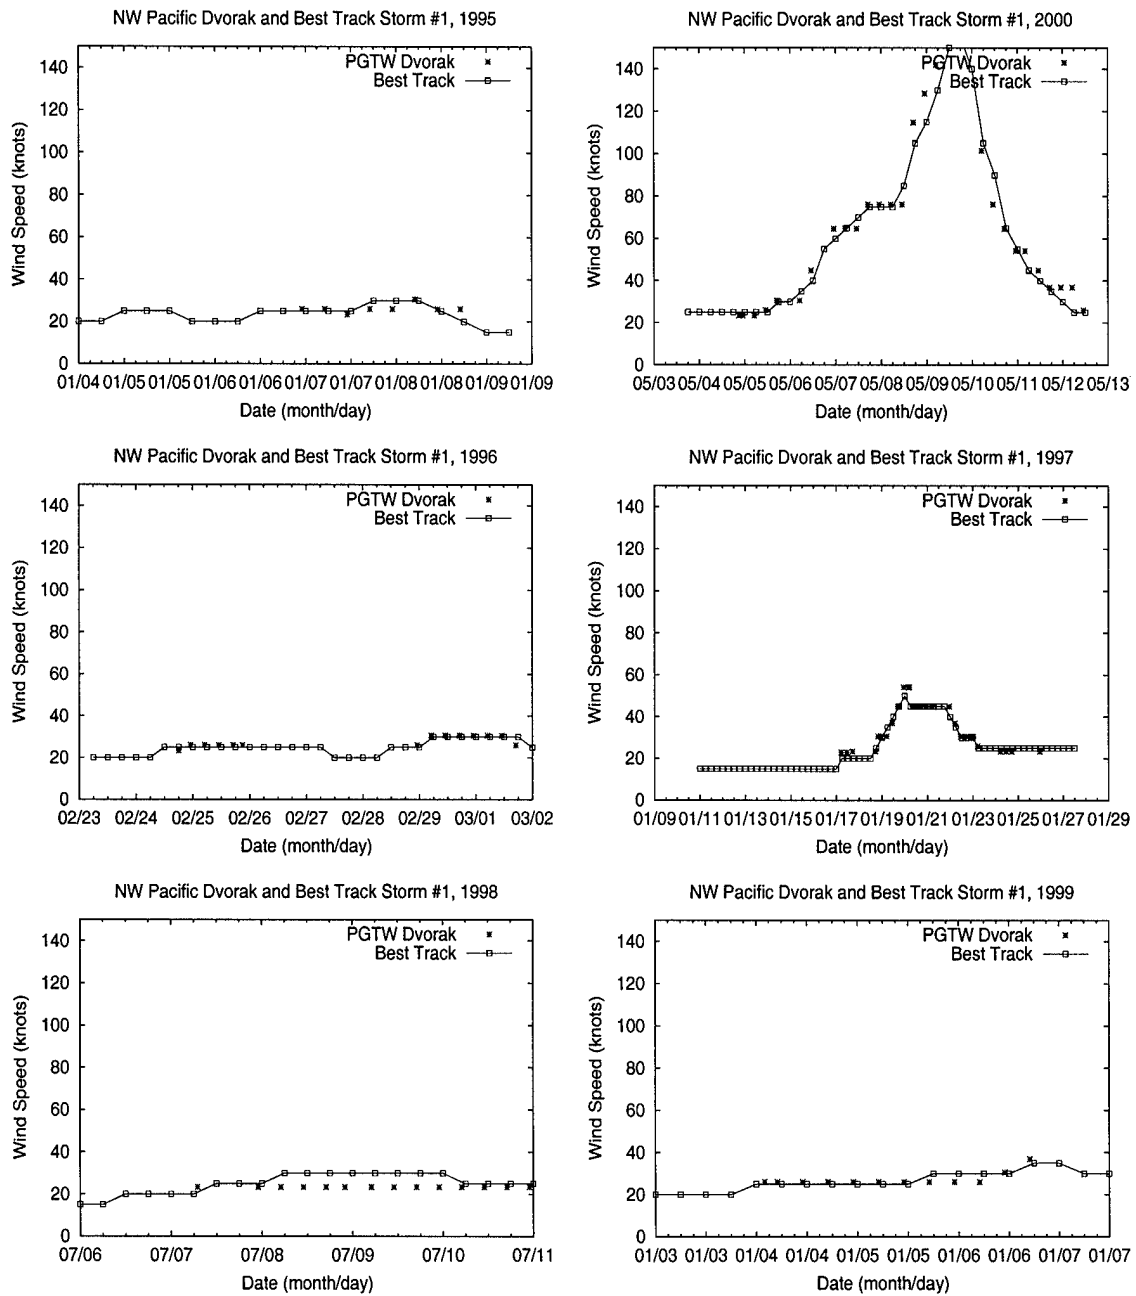 NW Pacific Dvorak and Best Track Storm #1, 1995
140
120
100
80
60
40
20
0
Wind Speed (knots)
PGTW Dvorak
Best Track
01/04 01/05 01/05 01/06 01/06 01/07 01/07 01/08 01/08 01/09 01/09
Date (month/day)
NW Pacific Dvorak and Best Track Storm #1, 2000
140
120
100
80
60
40
20
0
Wind Speed (knots)
PGTW Dvorak
Best Track
05/03 05/04 05/05 05/06 05/07 05/08 05/09 05/10 05/11 05/12 05/13
Date (month/day)
NW Pacific Dvorak and Best Track Storm #1, 1996
140
120
100
80
60
40
20
0
Wind Speed (knots)
PGTW Dvorak
Best Track
02/23 02/24 02/25 02/26 02/27 02/28 02/29 03/01 03/02
Date (month/day)
NW Pacific Dvorak and Best Track Storm #1, 1997
140
120
100
80
60
40
20
0
Wind Speed (knots)
PGTW Dvorak
Best Track
01/09 01/11 01/13 01/15 01/17 01/19 01/21 01/23 01/25 01/27 01/29
Date (month/day)
NW Pacific Dvorak and Best Track Storm #1, 1998
140
120
100
80
60
40
20
0
Wind Speed (knots)
PGTW Dvorak
Best Track
07/06 07/07 07/08 07/09 07/10 07/11
Date (month/day)
NW Pacific Dvorak and Best Track Storm #1, 1999
140
120
100
80
60
40
20
0
Wind Speed (knots)
PGTW Dvorak
Best Track
01/03 01/03 01/04 01/04 01/05 01/05 01/06 01/06 01/07 01/07
Date (month/day)